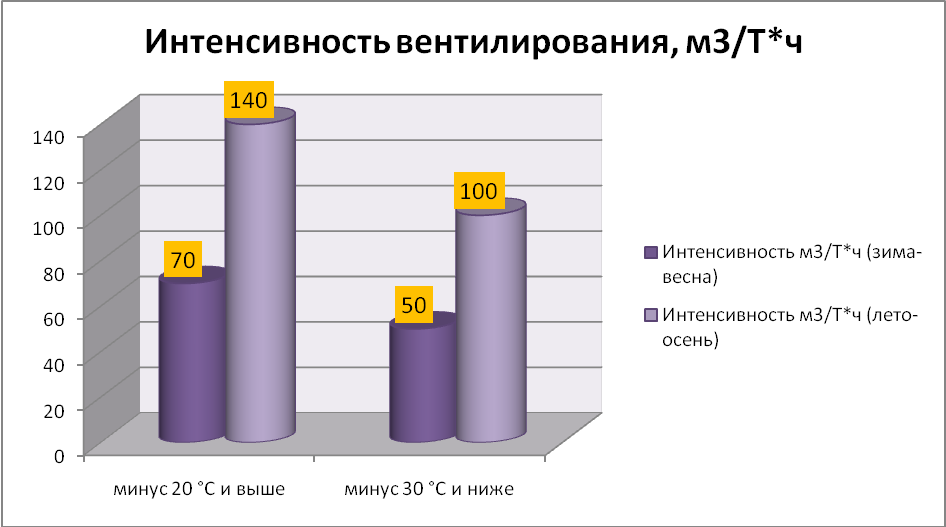 Интенсивность вентилирования, м3/Т*ч
140
120
100
80
60
40
20
0
70
140
50
100
минус 20 °C и выше
минус 30 °C и ниже
Интенсивность м3/Т*ч (зима-
весна)
Интенсивность м3/Т*ч (лето-
осень)